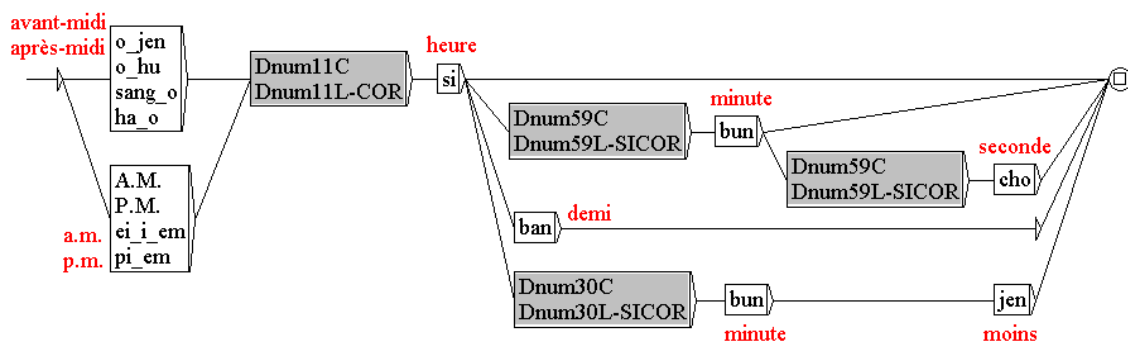 avant-midi
après-midi
o_jen
o_hu
sang_o
ha_o
A.M.
P.M.
ei_i_em
pi_em
a.m.
p.m.
Dnum11C
Dnum11L-COR
heure
si
Dnum59C
Dnum59L-SICOR
minute
bun
Dnum59C
Dnum59L-SICOR
seconde
cho
ban
demi
Dnum30C
Dnum30L-SICOR
bun
minute
jen
moins